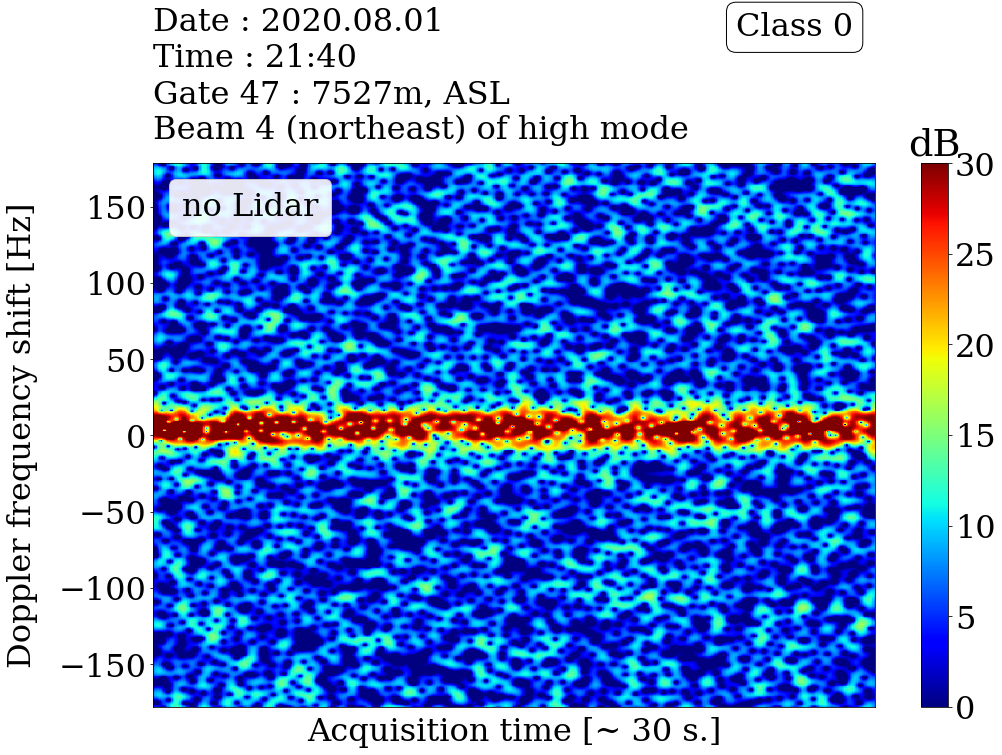 Date : 2020.08.01
Time : 21:40
Gate 47 : 7527m, ASL
Beam 4 (northeast) of high mode
Class 0
dB
no Lidar
Doppler frequency shift [Hz]
150
100
50
0
−50
−100
−150
30
25
20
15
10
5
0
Acquisition time [~ 30 s.]